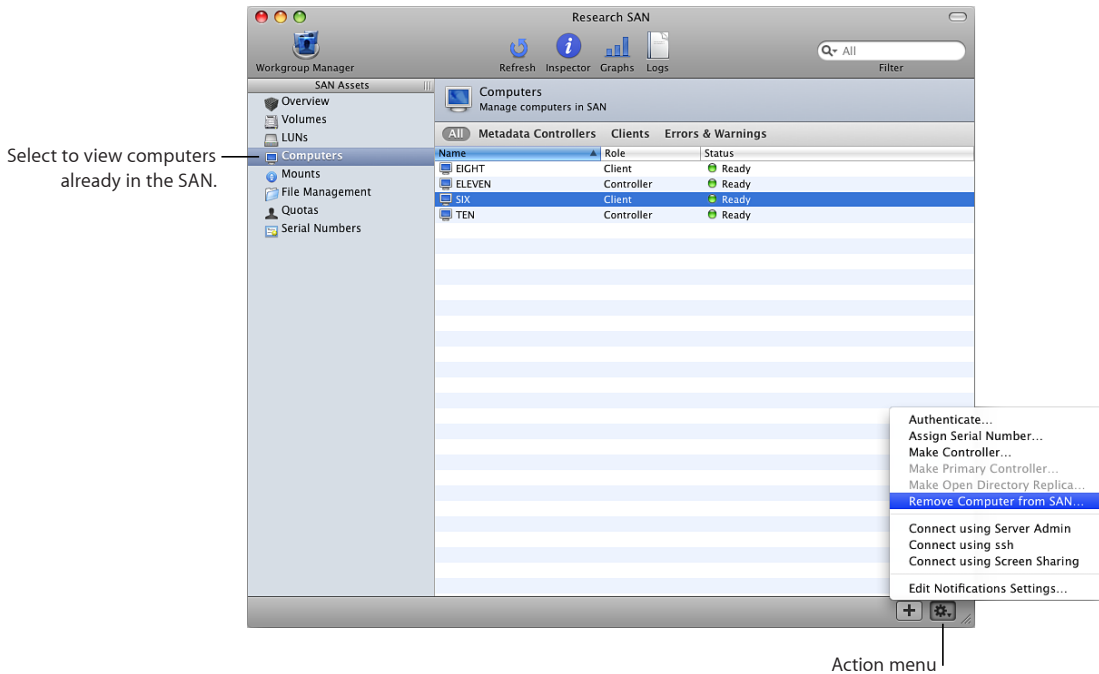 Research SAN
Workgroup Manager
Refresh
Inspector
Graphs
Logs
All
Filter
SAN Assets
Overview
Volumes
LUNs
Computers
Mounts
File Management
Quotas
Serial Numbers
Select to view computers
already in the SAN.
Computers
Manage computers in SAN
All Metadata Controllers Clients Errors & Warnings
Name Role Status
EIGHT Client Ready
ELEVEN Controller Ready
SIX Client Ready
TEN Controller Ready
Authenticate...
Assign Serial Number...
Make Controller...
Make Primary Controller...
Make Open Directory Replica...
Remove Computer from SAN...
Connect using Server Admin
Connect using ssh
Connect using Screen Sharing
Edit Notifications Settings...
Action menu